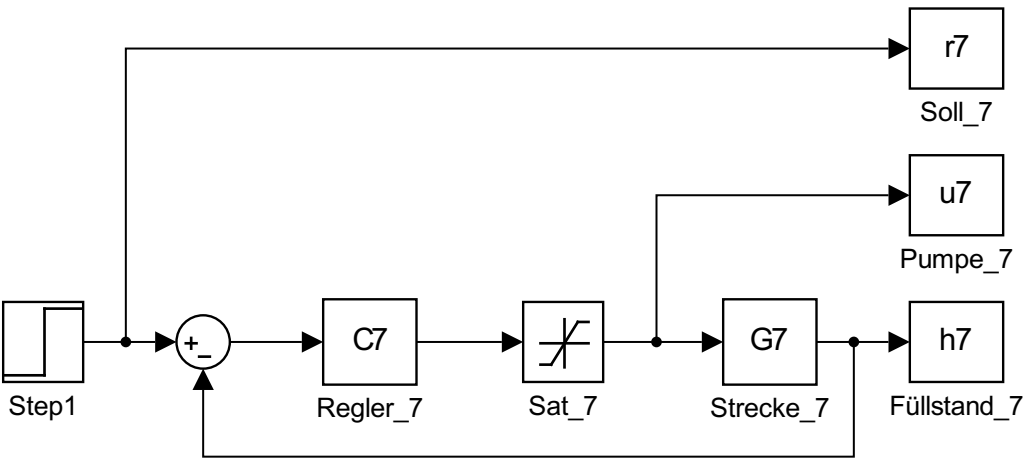 r7
Soll_7
u7
Pumpe_7
Step1
+
−
C7
Regler_7
Sat_7
G7
Strecke_7
h7
Füllstand_7